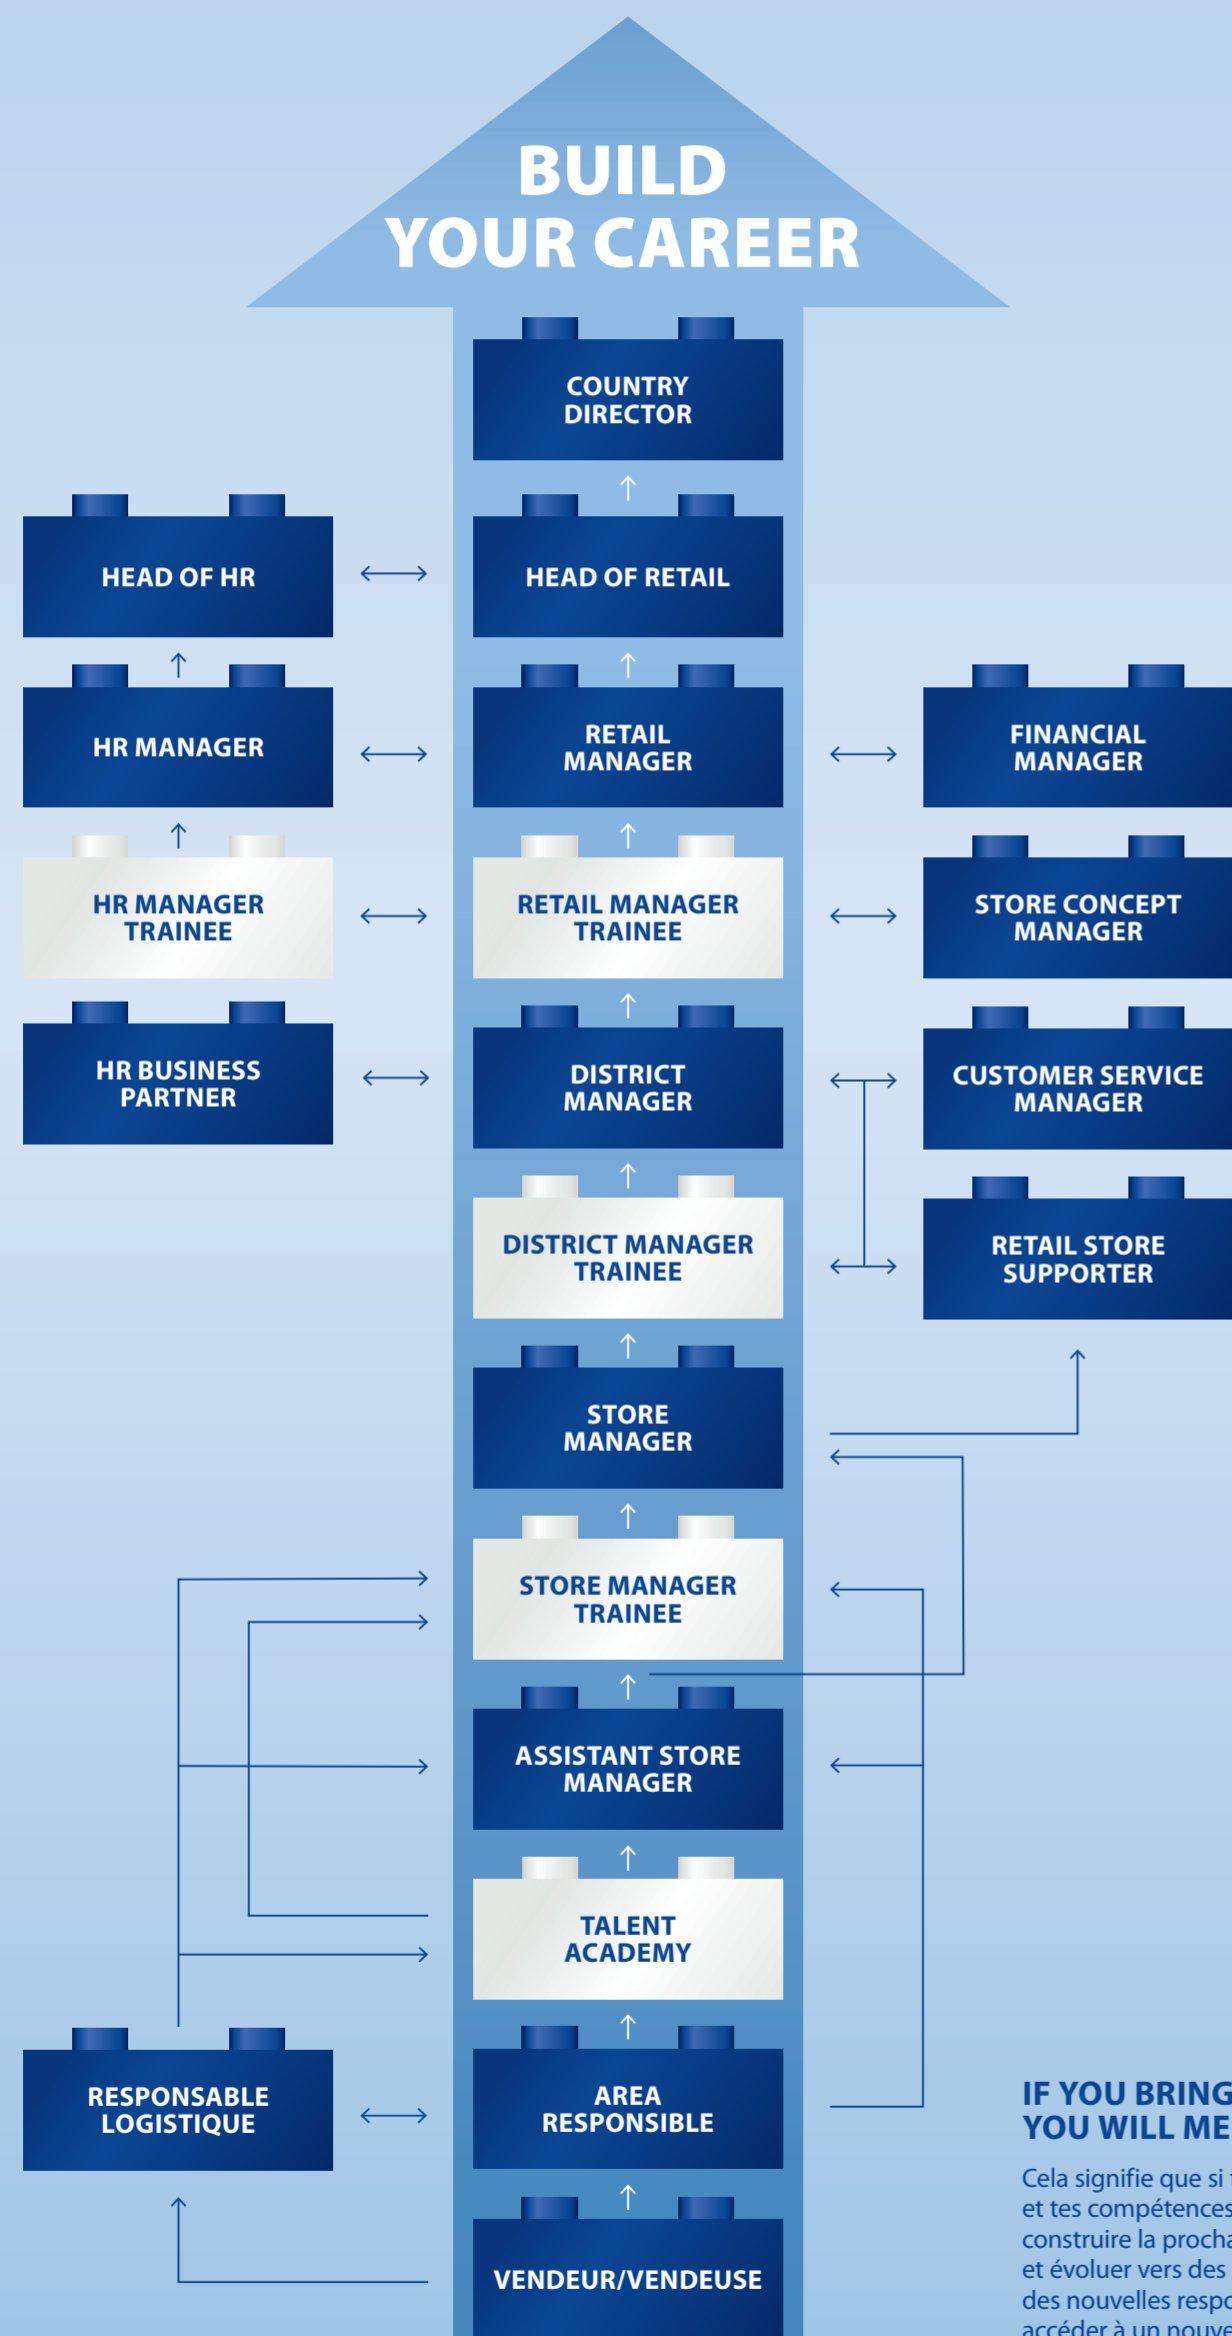 BUILD
YOUR CAREER
COUNTRY
DIRECTOR
HEAD OF HR
HEAD OF RETAIL
HR MANAGER
RETAIL
MANAGER
FINANCIAL
MANAGER
HR MANAGER
TRAINEE
RETAIL MANAGER
TRAINEE
STORE CONCEPT
MANAGER
HR BUSINESS
PARTNER
DISTRICT
MANAGER
CUSTOMER SERVICE
MANAGER
DISTRICT MANAGER
TRAINEE
RETAIL STORE
SUPPORTER
STORE
MANAGER
STORE MANAGER
TRAINEE
ASSISTANT STORE
MANAGER
TALENT
ACADEMY
RESPONSABLE
LOGISTIQUE
AREA
RESPONSIBLE
VENDEUR/VENDEUSE
IF YOU BRING
YOU WILL ME
Cela signifie que si
et tes compétences
construire la procha
et évoluer vers des
des nouvelles respo
accéder à un nouve